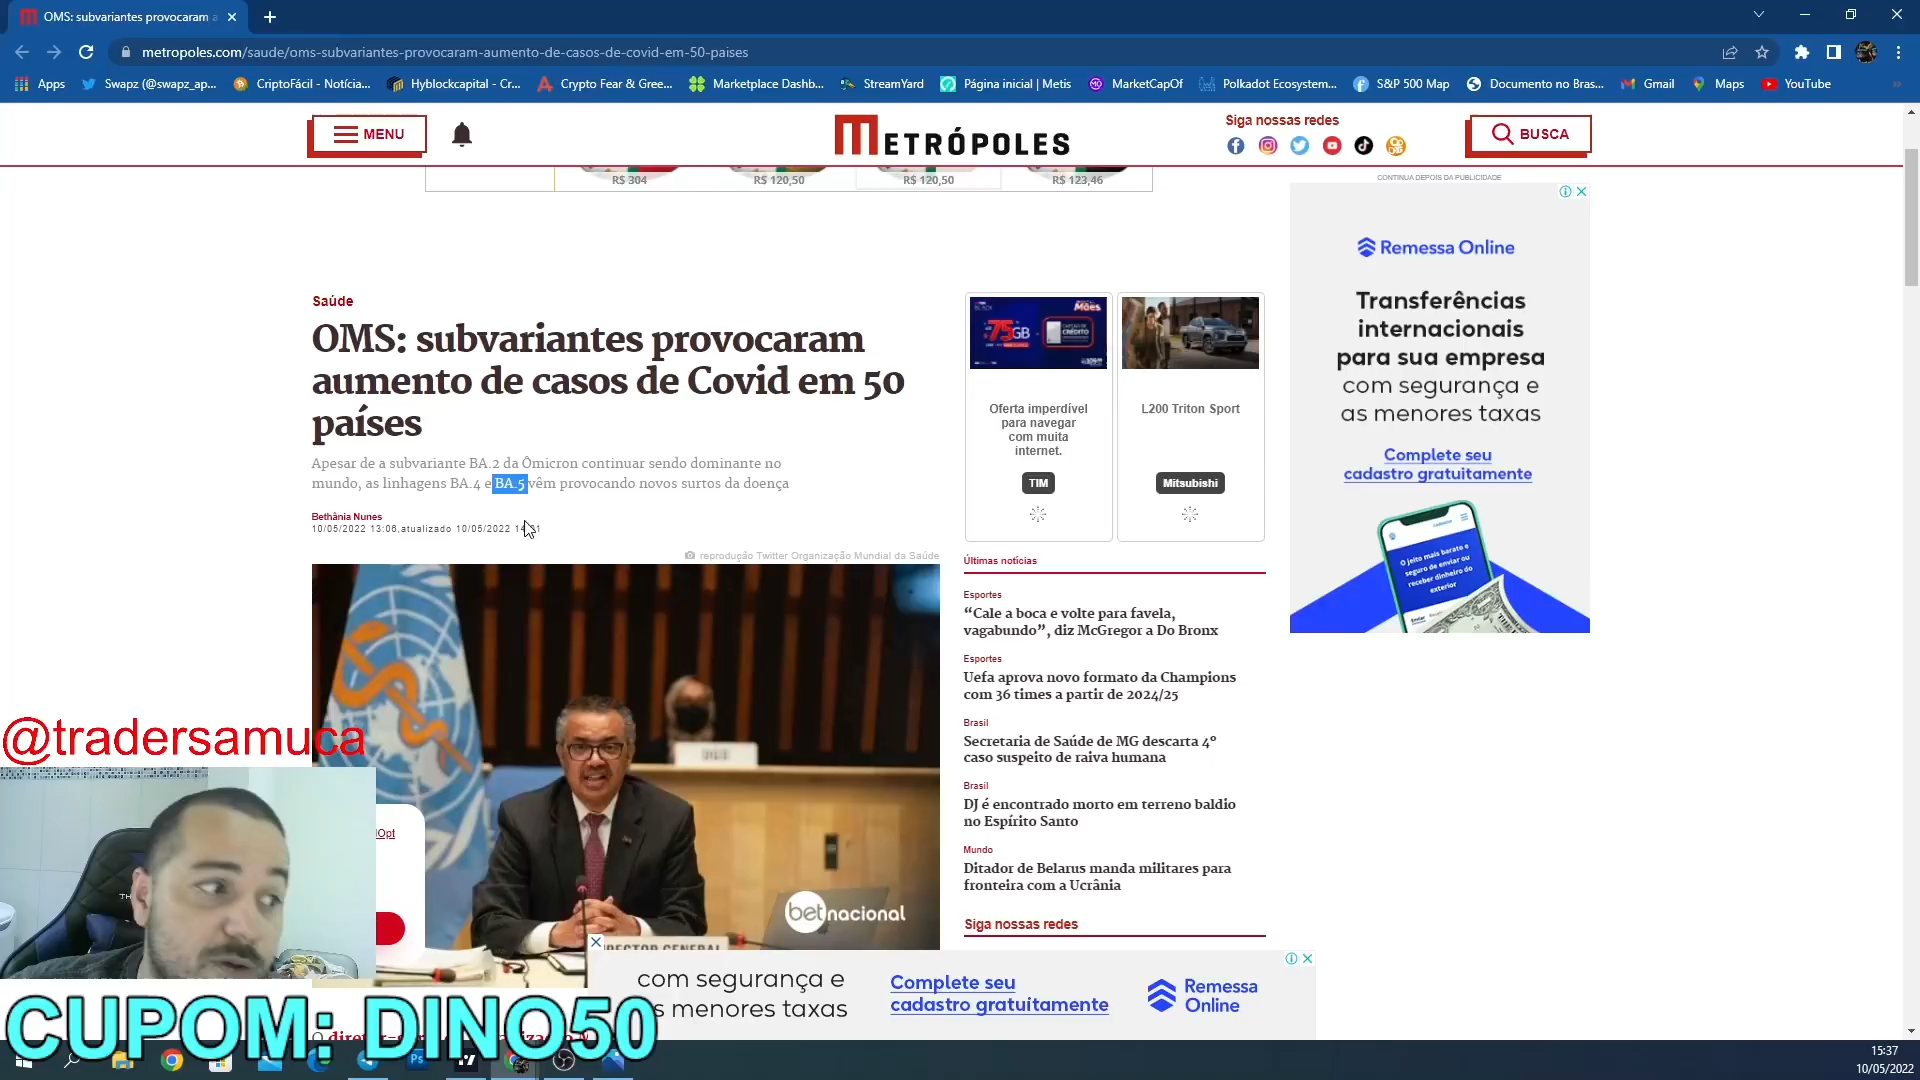 OMS: subvariantes provocaram a
metropoles.com/saude/oms-subvariantes-provocaram-aumento-de-casos-de-covid-em-50-paises
Apps
Swapz (@swapz_ap...
CriptoFácil - Notícia...
Hyblockcapital - Cr...
Crypto Fear & Gree...
Marketplace Dashb...
StreamYard
Página inicial | Metis
MarketCapOf
Polkadot Ecosystem...
S&P 500 Map
Documento no Bras...
Gmail
Maps
YouTube
MENU
METRÓPOLES
Siga nossas redes
BUSCA
R$ 304
R$ 120,50
R$ 120,50
R$ 123,46
CONTINUA DEPOIS DA PUBLICIDADE
Saúde
OMS: subvariantes provocaram
aumento de casos de Covid em 50
países
Apesar de a subvariante BA.2 da Ômicron continuar sendo dominante no
mundo, as linhagens BA.4 e BA.5 vêm provocando novos surtos da doença
Bethânia Nunes
10/05/2022 13:06,atualizado 10/05/2022
reprodução Twitter Organização Mundial da Saúde
Mães
75GB
CRÉDITO
Oferta imperdível
para navegar
com muita
internet.
TIM
L200 Triton Sport
Mitsubishi
Últimas notícias
Esportes
“Cale a boca e volte para favela,
vagabundo”, diz McGregor a Do Bronx
Esportes
Uefa aprova novo formato da Champions
com 36 times a partir de 2024/25
Brasil
Secretaria de Saúde de MG descarta 4º
caso suspeito de raiva humana
Brasil
DJ é encontrado morto em terreno baldio
no Espírito Santo
Mundo
Ditador de Belarus manda militares para
fronteira com a Ucrânia
Siga nossas redes
Remessa Online
Transferências
internacionais
para sua empresa
com segurança e
as menores taxas
Complete seu
cadastro gratuitamente
O jeito mais barato e
seguro de enviar ou
receber dinheiro do
exterior
@tradersamuca
Opt
betnacional
DIRECTOR GENERAL
com segurança e
as menores taxas
Complete seu
cadastro gratuitamente
Remessa
Online
CUPOM: DINO50
15:37
10/05/2022